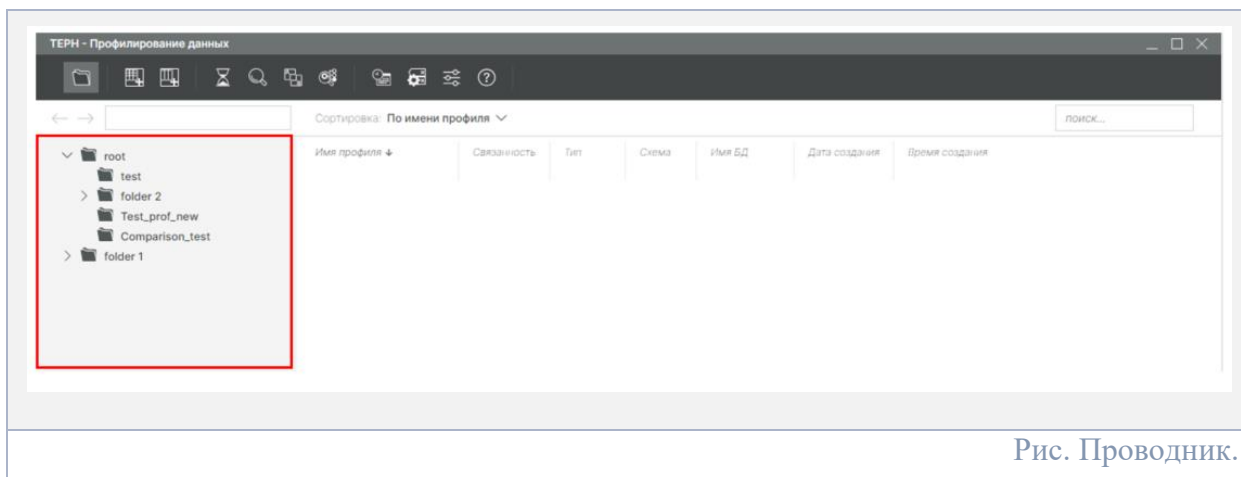 ТЕРН - Профилирование данных
Сортировка: По имени профиля
поиск...
Имя профиля Связанность Тип Схема Имя БД Дата создания Время создания
root
test
folder 2
Test_prof_new
Comparison_test
folder 1
Рис. Проводник.